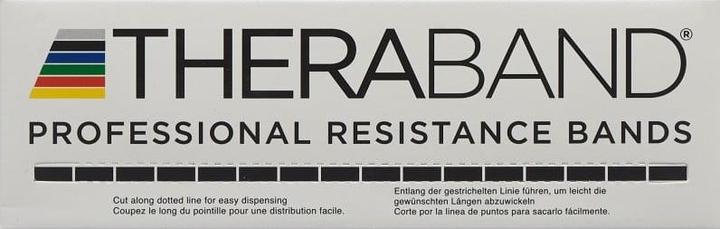 THERABAND®
PROFESSIONAL RESISTANCE BANDS
Cut along dotted line for easy dispensing
Coupez le long du pointille pour une distribution facile.
Entlang der gestrichelten Linie führen, um leicht die
gewünschten Längen abzuwickeln
Corte por la linea de puntos para sacarlo fácilmente.